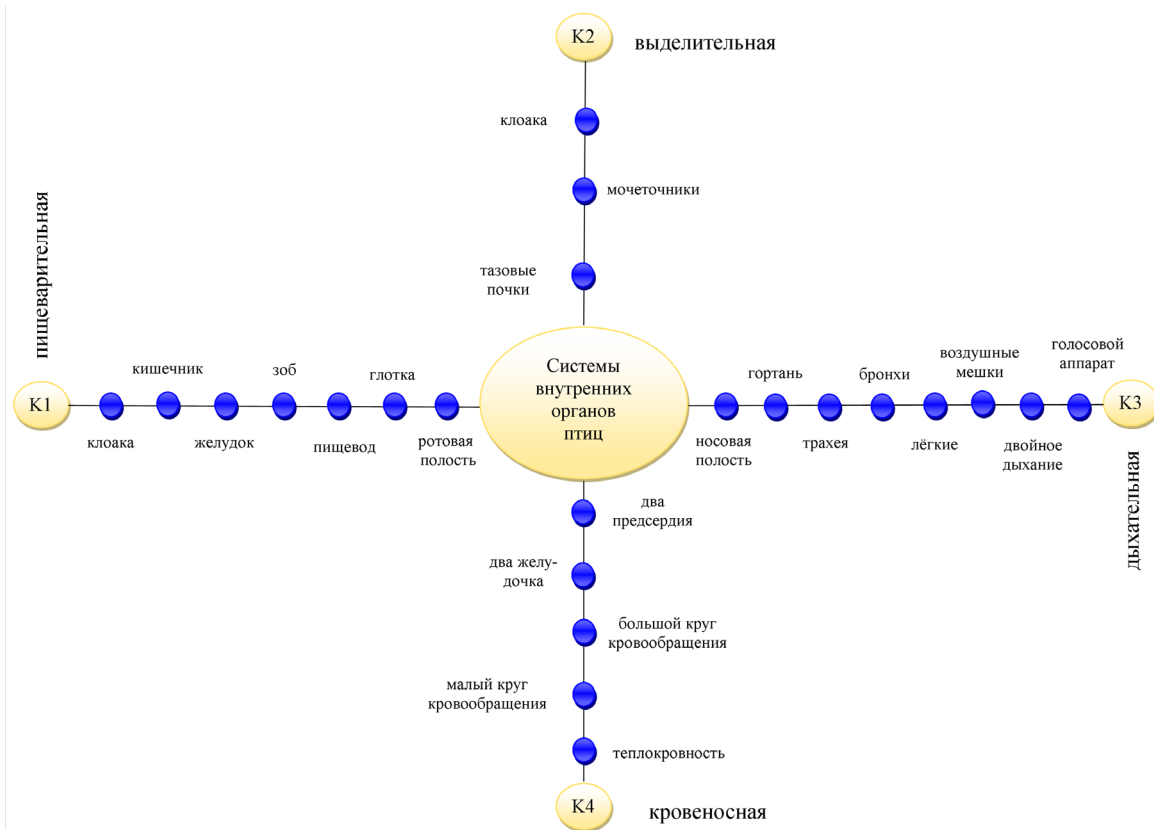 К2
выделительная
клоака
мочеточники
тазовые
почки
пищеварительная
К1
кишечник
зоб
глотка
клоака
желудок
пищевод
ротовая
полость
Системы
внутренних
органов
птиц
гортань
бронхи
воздушные
мешки
голосовой
аппарат
носовая
полость
трахея
лёгкие
двойное
дыхание
К3
дыхательная
два
предсердия
два желу-
дочка
большой круг
кровообращения
малый круг
кровообращения
теплокровность
К4
кровеносная